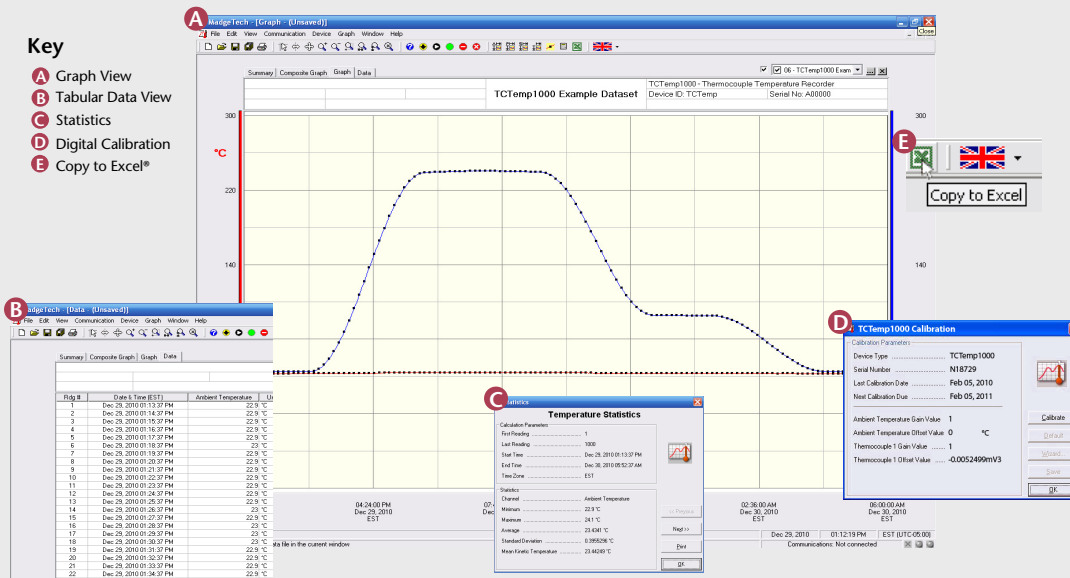 Key
A Graph View
B Tabular Data View
C Statistics
D Digital Calibration
E Copy to Excel®
A
MadgeTech - [Graph - (Unsaved)]
File Edit View Communication Device Graph Window Help
Close
Summary Composite Graph Graph Data
06 - TCTemp1000 Exam
TCTemp1000 Example Dataset
TCTemp1000 - Thermocouple Temperature Recorder
Device ID: TCTemp
Serial No: A00000
300
300
°C
220
140
140
04:24:00 PM
Dec 29, 2010
EST
07:4
Dec
02:36:00 AM
Dec 30, 2010
EST
06:00:00 AM
Dec 30, 2010
EST
ata file in the current window
Dec 29, 2010
01:12:19 PM
EST (UTC-05:00)
Communications: Not connected
E
Copy to Excel
B
adgeTech - [Data - (Unsaved)]
File Edit View Communication Device Graph Window Help
Summary Composite Graph Graph Data
Rdg # Date & Time (EST) Ambient Temperature
1 Dec 29, 2010 01:13:37 PM 22.9 °C
2 Dec 29, 2010 01:14:37 PM 22.9 °C
3 Dec 29, 2010 01:15:37 PM 22.9 °C
4 Dec 29, 2010 01:16:37 PM 22.9 °C
5 Dec 29, 2010 01:17:37 PM 22.9 °C
6 Dec 29, 2010 01:18:37 PM 23 °C
7 Dec 29, 2010 01:19:37 PM 22.9 °C
8 Dec 29, 2010 01:20:37 PM 22.9 °C
9 Dec 29, 2010 01:21:37 PM 22.9 °C
10 Dec 29, 2010 01:22:37 PM 22.9 °C
11 Dec 29, 2010 01:23:37 PM 22.9 °C
12 Dec 29, 2010 01:24:37 PM 22.9 °C
13 Dec 29, 2010 01:25:37 PM 22.9 °C
14 Dec 29, 2010 01:26:37 PM 23 °C
15 Dec 29, 2010 01:27:37 PM 22.9 °C
16 Dec 29, 2010 01:28:37 PM 23 °C
17 Dec 29, 2010 01:29:37 PM 23 °C
18 Dec 29, 2010 01:30:37 PM 23 °C
19 Dec 29, 2010 01:31:37 PM 22.9 °C
20 Dec 29, 2010 01:32:37 PM 22.9 °C
21 Dec 29, 2010 01:33:37 PM 22.9 °C
22 Dec 29, 2010 01:34:37 PM 22.9 °C
C
Statistics
Temperature Statistics
Calculation Parameters
First Reading 1
Last Reading 1000
Start Time Dec 29, 2010 01:13:37 PM
End Time Dec 30, 2010 05:52:37 AM
Time Zone EST
Statistics
Channel Ambient Temperature
Minimum 22.9 °C
Maximum 24.1 °C
Average 23.4341 °C
Standard Deviation 0.3955296 °C
Mean Kinetic Temperature 23.44249 °C
<< Previous
Next >>
Print
OK
D
TCTemp1000 Calibration
Calibration Parameters
Device Type TCTemp1000
Serial Number N18729
Last Calibration Date Feb 05, 2010
Next Calibration Due Feb 05, 2011
Ambient Temperature Gain Value 1
Ambient Temperature Offset Value 0 °C
Thermocouple 1 Gain Value 1
Thermocouple 1 Offset Value -0.0052499mV3
Calibrate
Default
Wizard...
Save
OK